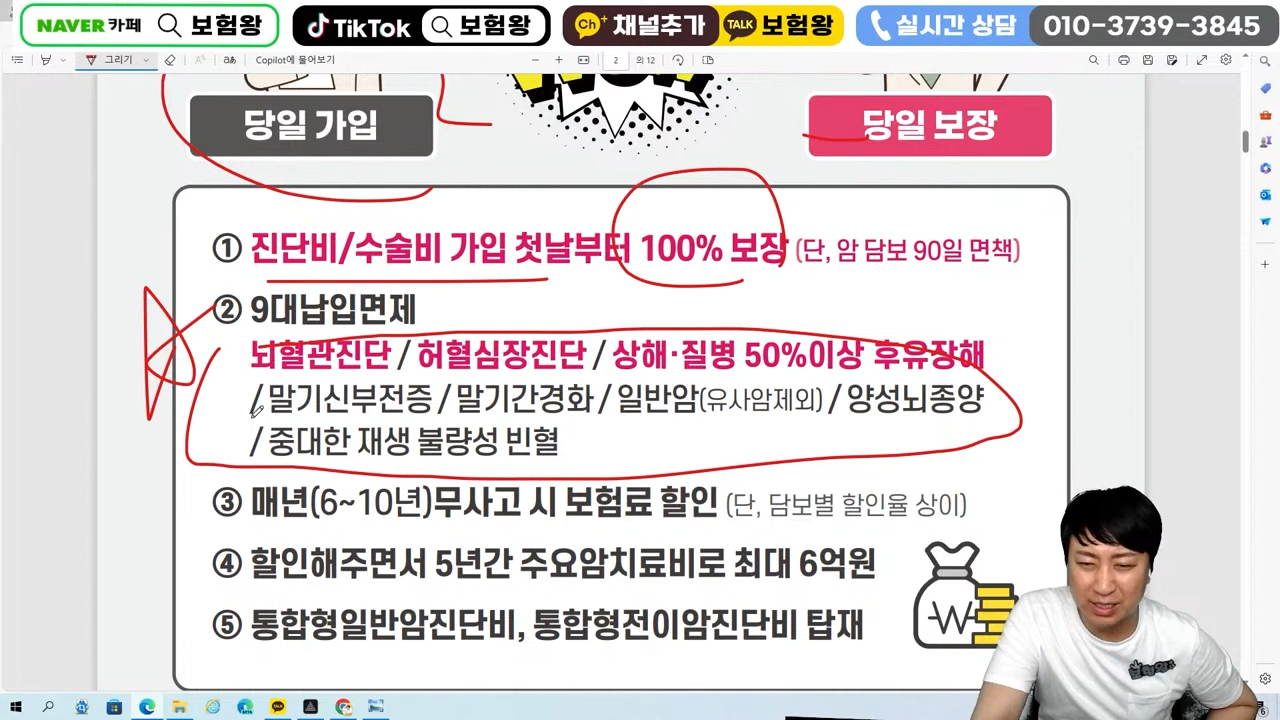 NAVER 카페 보험왕 TikTok 보험왕 Ch+ 채널추가 TALK 보험왕 실시간 상담 010-3739-3845
그리기 aあ Copilot에 물어보기 2 의 12
당일 가입 당일 보장
① 진단비/수술비 가입 첫날부터 100% 보장 (단, 암 담보 90일 면책)
② 9대납입면제
뇌혈관진단 / 허혈심장진단 / 상해·질병 50%이상 후유장해
/ 말기신부전증 / 말기간경화 / 일반암(유사암제외) / 양성뇌종양
/ 중대한 재생 불량성 빈혈
③ 매년(6~10년)무사고 시 보험료 할인 (단, 담보별 할인율 상이)
④ 할인해주면서 5년간 주요암치료비로 최대 6억원
⑤ 통합형일반암진단비, 통합형전이암진단비 탑재